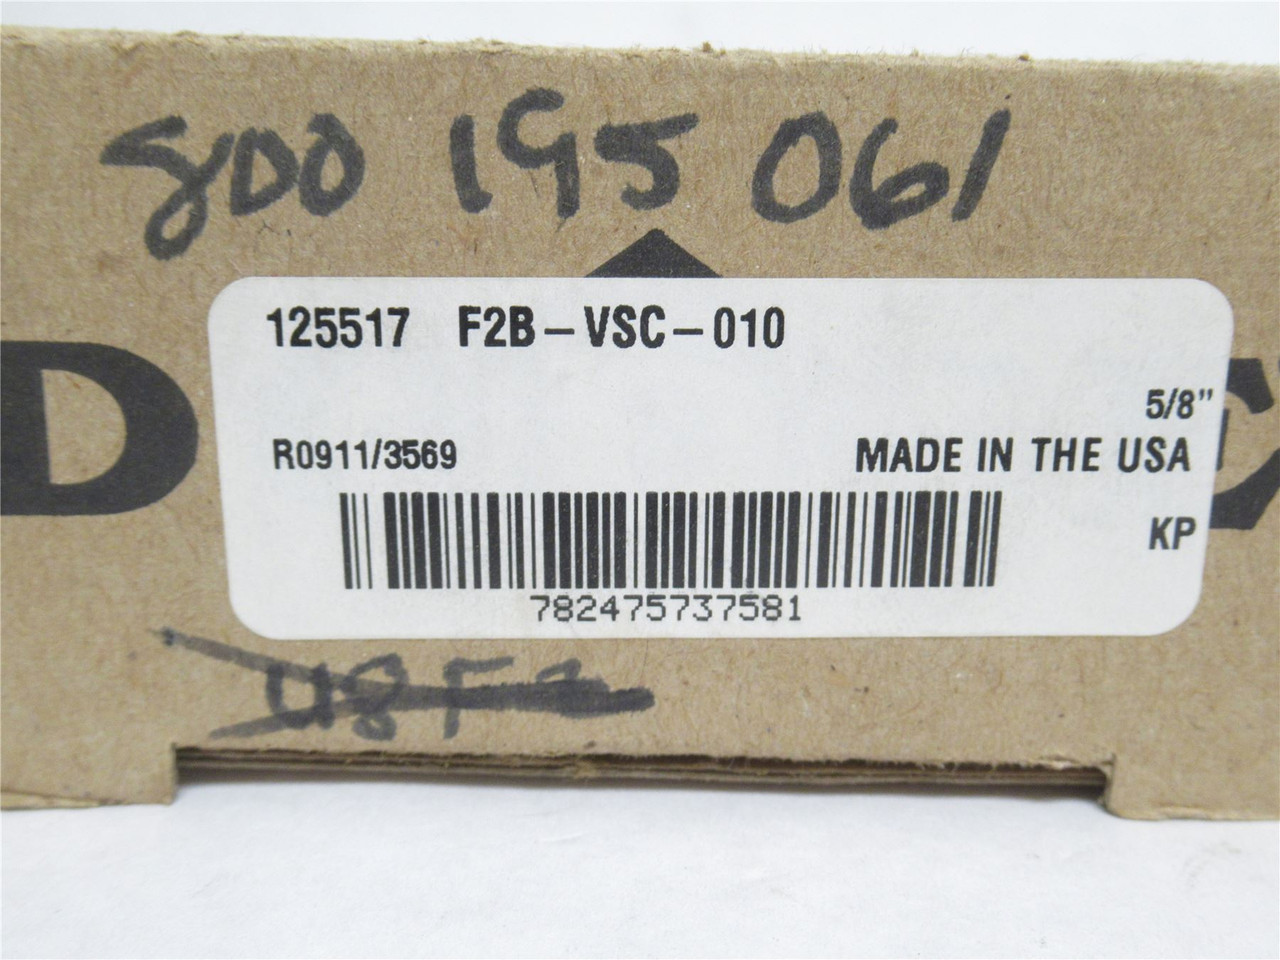 800 195 061
125517 F2B-VSC-010
5/8"
R0911/3569 MADE IN THE USA
KP
782475737581